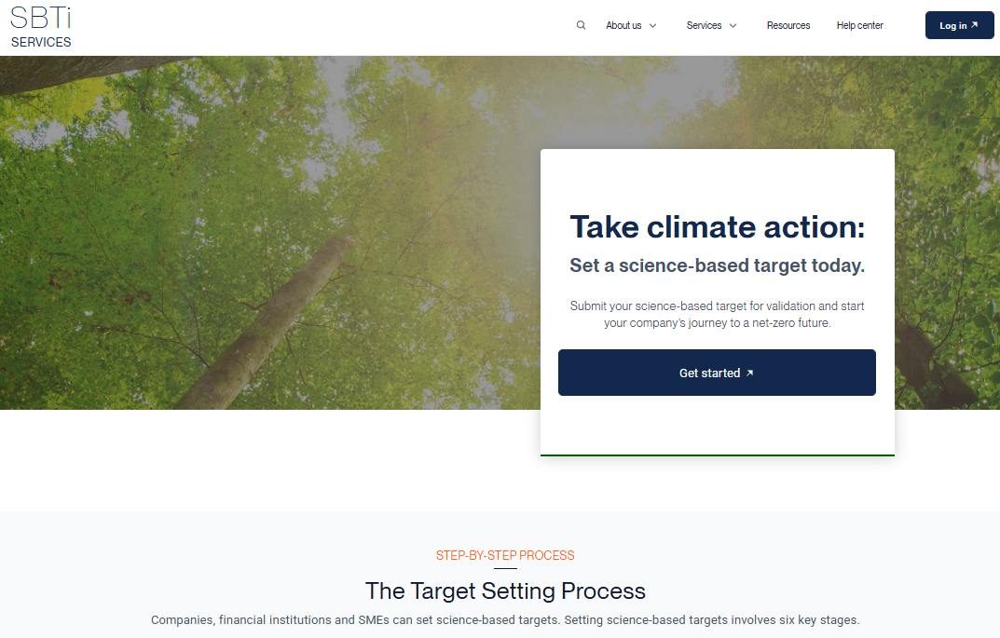 SBTi
SERVICES
About us
Services
Resources
Help center
Log in
Take climate action:
Set a science-based target today.
Submit your science-based target for validation and start
your company's journey to a net-zero future.
Get started
STEP-BY-STEP PROCESS
The Target Setting Process
Companies, financial institutions and SMEs can set science-based targets. Setting science-based targets involves six key stages.